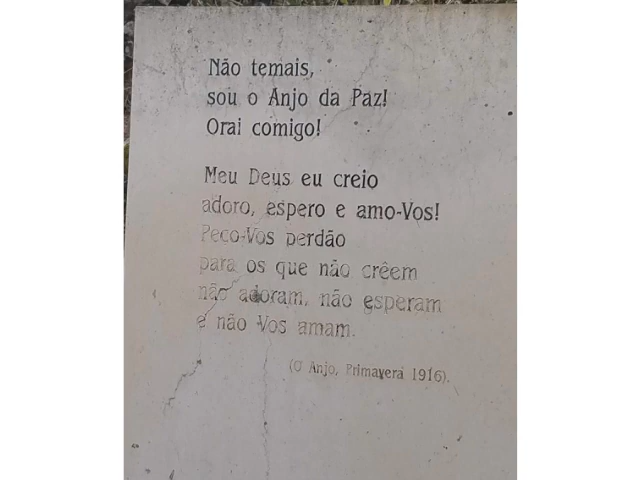 Não temais,
sou o Anjo da Paz!
Orai comigo!
Meu Deus eu creio
adoro, espero e amo-Vos!
Peco-Vos perdão
para os que não crêem
não adoram, não esperam
e não Vos amam.
(O Anjo, Primavera 1916).